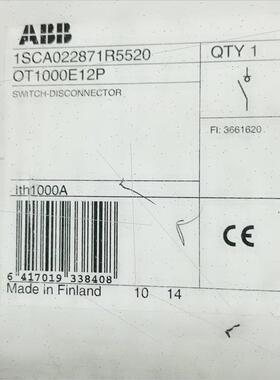 ABB
1SCA022871R5520
QTY 1
OT1000E12P
SWITCH-DISCONNECTOR
FI: 3661620
Ith1000A
6 417019 338408
CE
Made in Finland 10 14